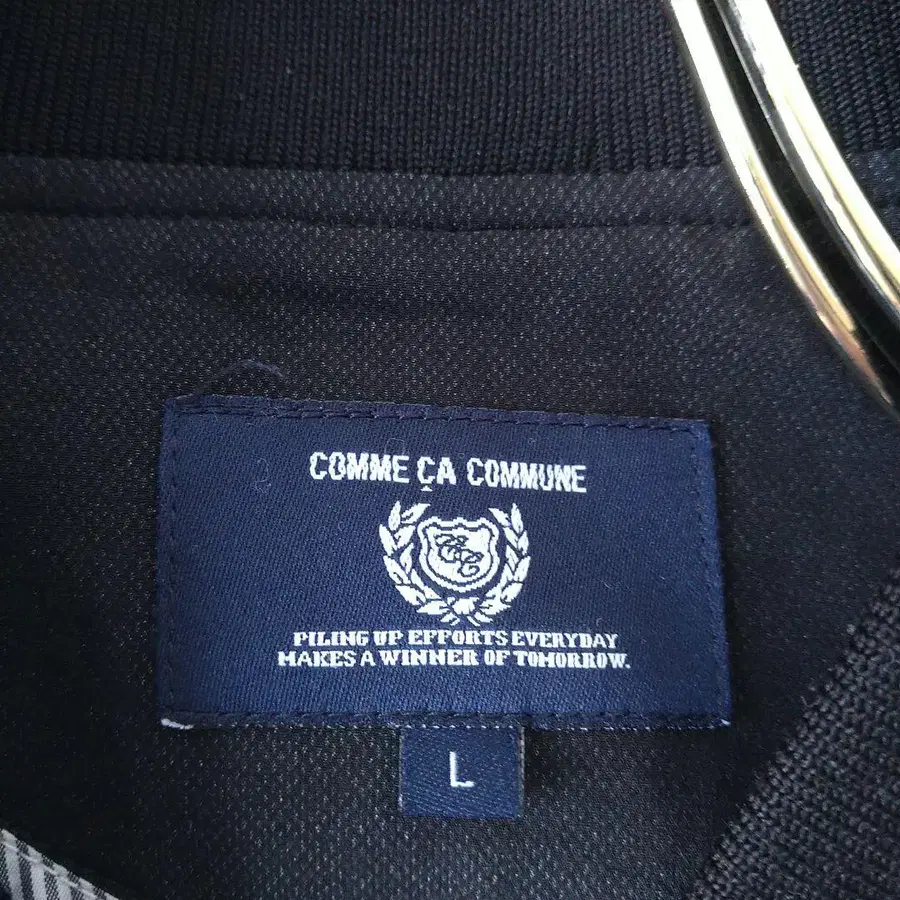 COMME ÇA COMMUNE
PILING UP EFFORTS EVERYDAY
MAKES A WINNER OF TOMORROW.
L